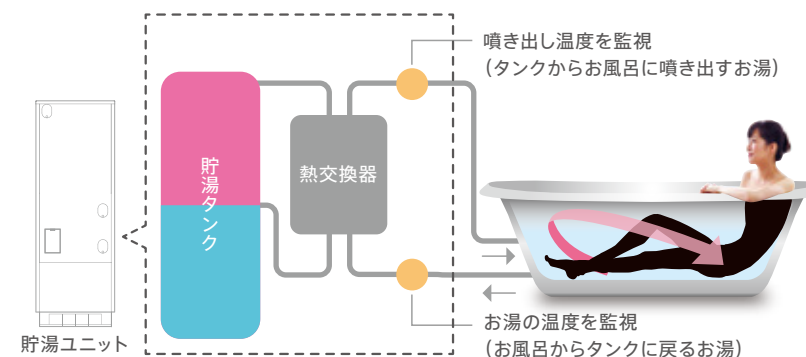 噴き出し温度を監視
(タンクからお風呂に噴き出すお湯)
貯湯タンク
熱交換器
貯湯ユニット
お湯の温度を監視
(お風呂からタンクに戻るお湯)